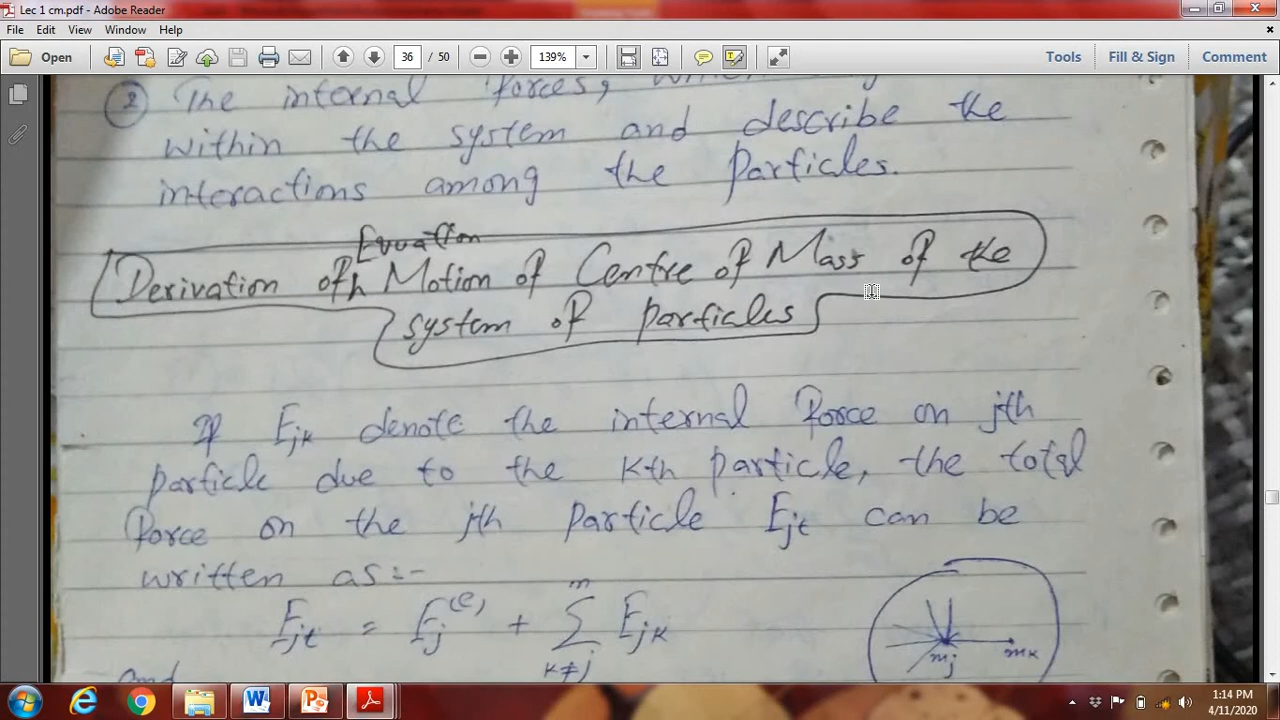 Lec 1 cm.pdf - Adobe Reader
File Edit View Window Help
Open 36 / 50 139% Tools Fill & Sign Comment
② The internal forces,
within the system and describe the
interactions among the particles.
Equation
Derivation of Motion of Centre of Mass of the
system of particles
If Fjk denote the internal force on jth
particle due to the kth particle, the total
force on the jth particle Fjt can be
written as:-
Fjt = Fj(e) + Σ Fjk
m
k≠j
mj mk
and
1:14 PM
4/11/2020